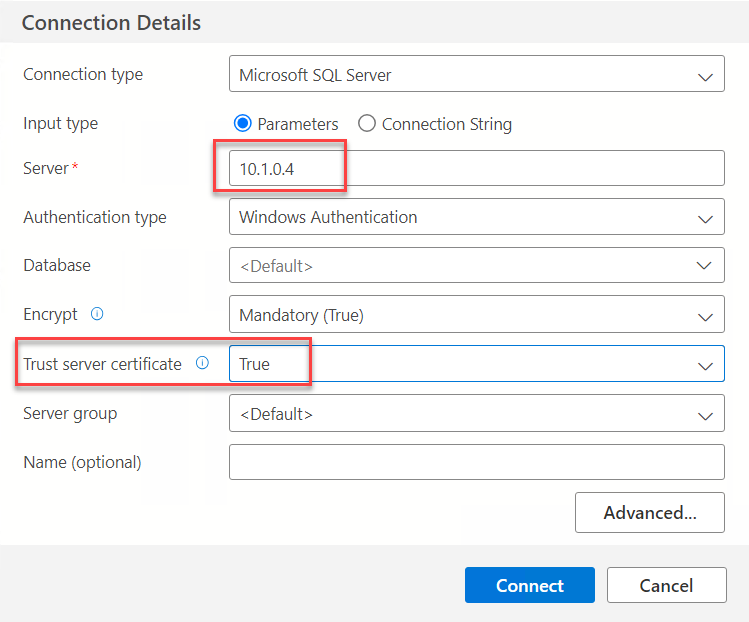 Connection Details
Connection type Microsoft SQL Server
Input type Parameters Connection String
Server* 10.1.0.4
Authentication type Windows Authentication
Database <Default>
Encrypt Mandatory (True)
Trust server certificate True
Server group <Default>
Name (optional)
Advanced...
Connect Cancel